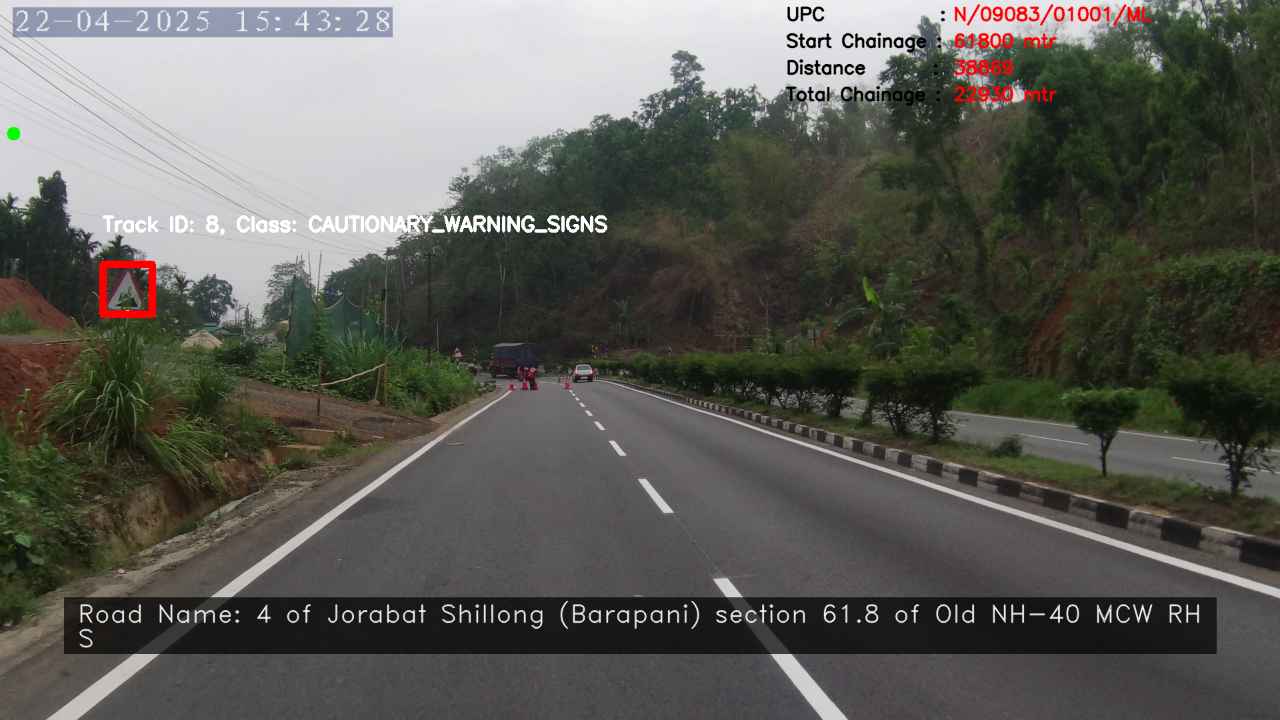 22-04-2025 15:43:28
UPC : N/09083/01001/ML
Start Chainage : 61800 mtr
Distance : 38869
Total Chainage : 22930 mtr
Track ID: 8, Class: CAUTIONARY_WARNING_SIGNS
Road Name: 4 of Jorabat Shillong (Barapani) section 61.8 of Old NH-40 MCW RH
S